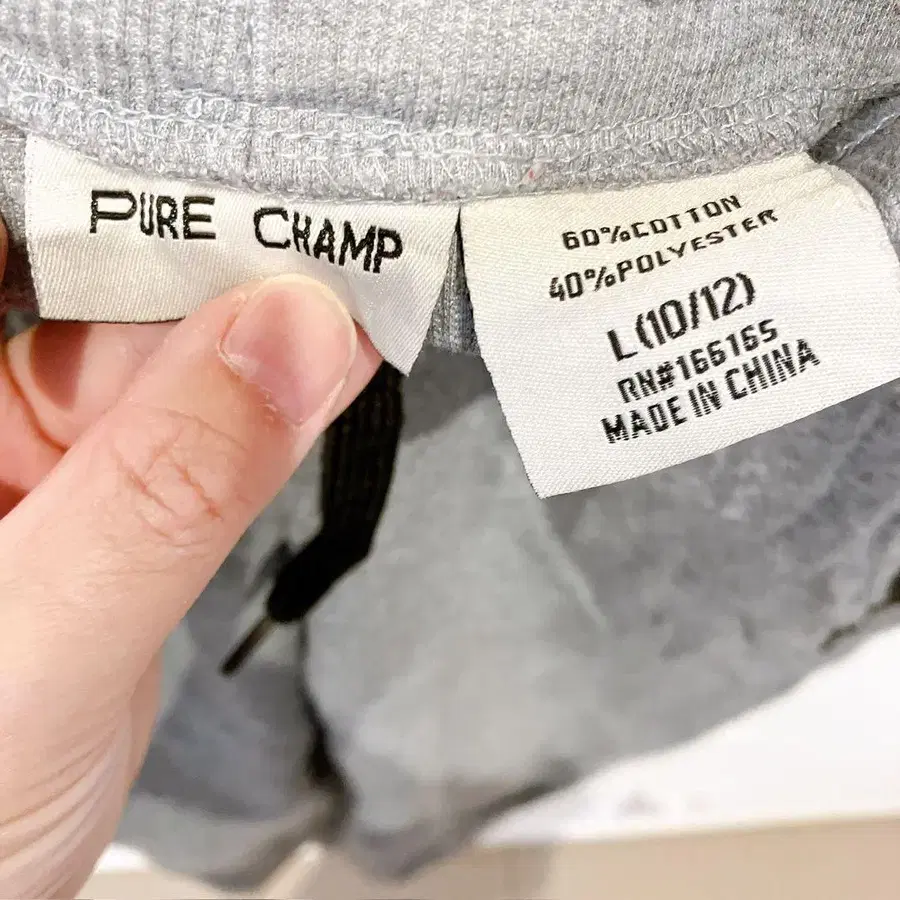 PURE CHAMP
60%COTTON
40%POLYESTER
L(10/12)
RN#166165
MADE IN CHINA